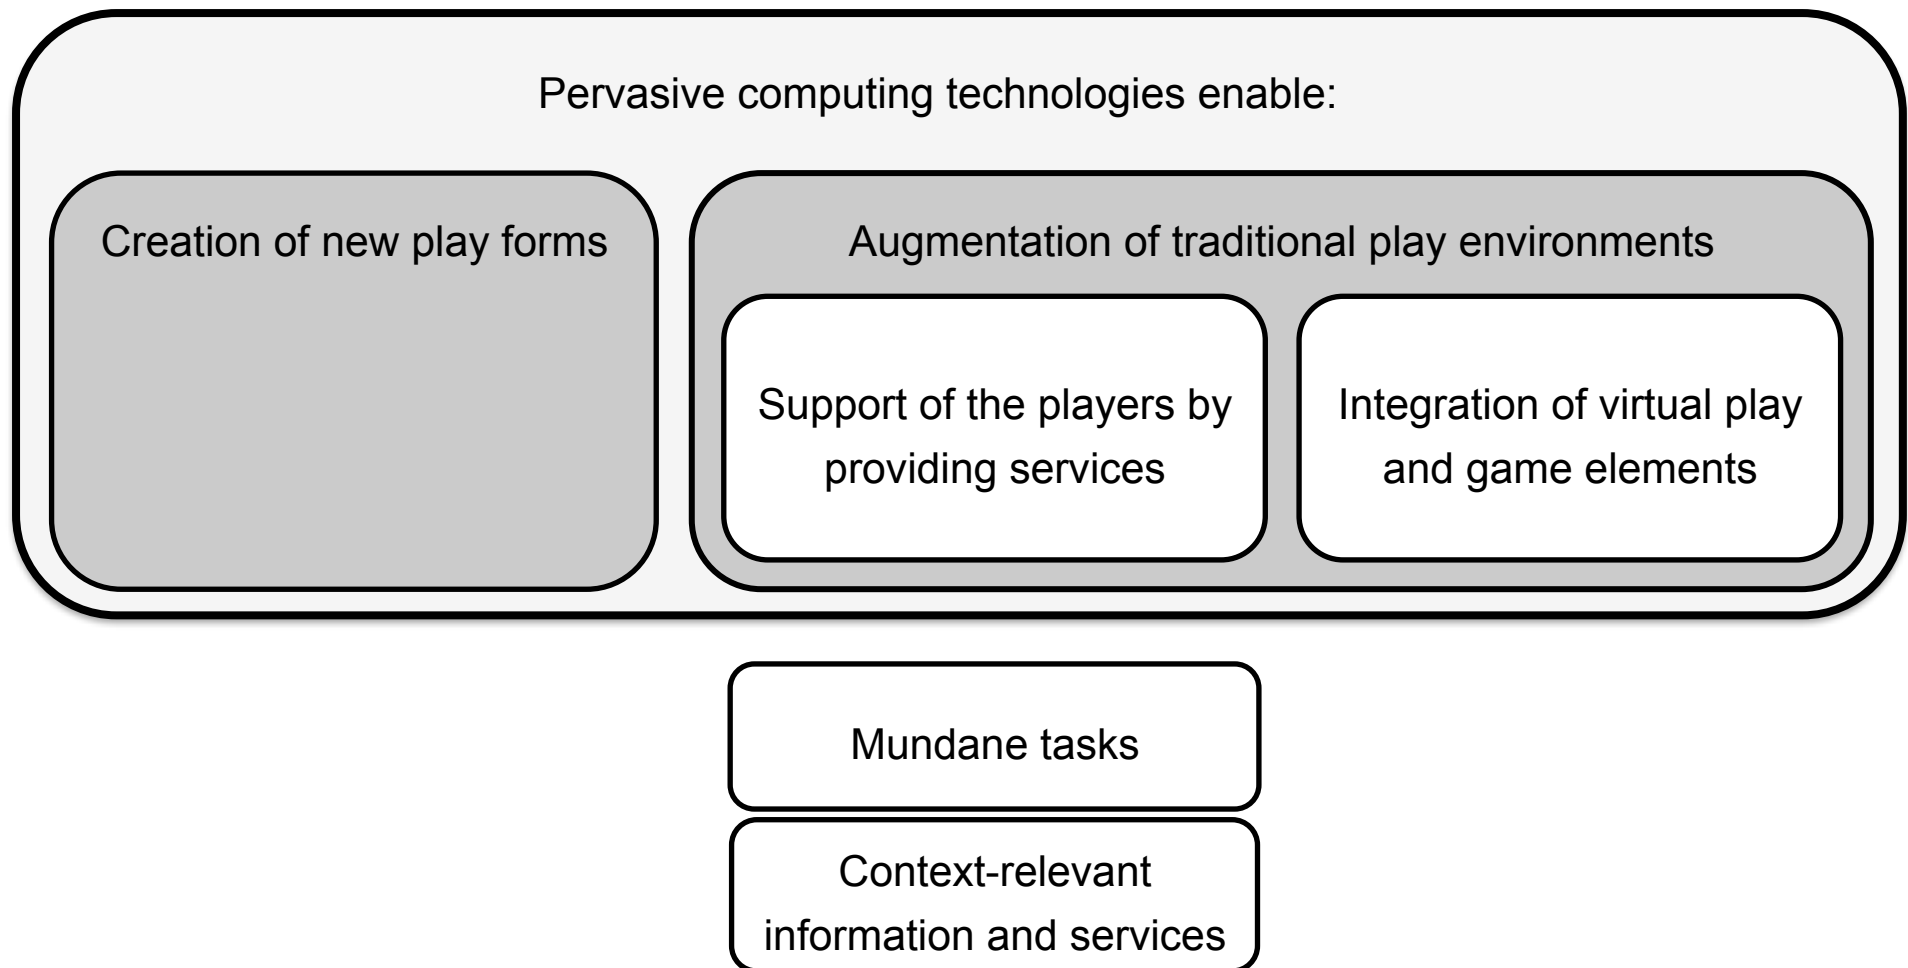 Pervasive computing technologies enable:
Creation of new play forms
Augmentation of traditional play environments
Support of the players by
providing services
Integration of virtual play
and game elements
Mundane tasks
Context-relevant
information and services